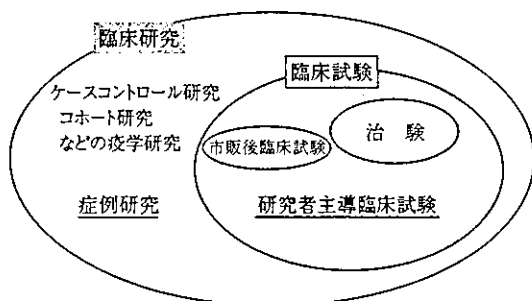 臨床研究
臨床試験
ケースコントロール研究
コホート研究
などの疫学研究
治 験
市販後臨床試験
症例研究
研究者主導臨床試験